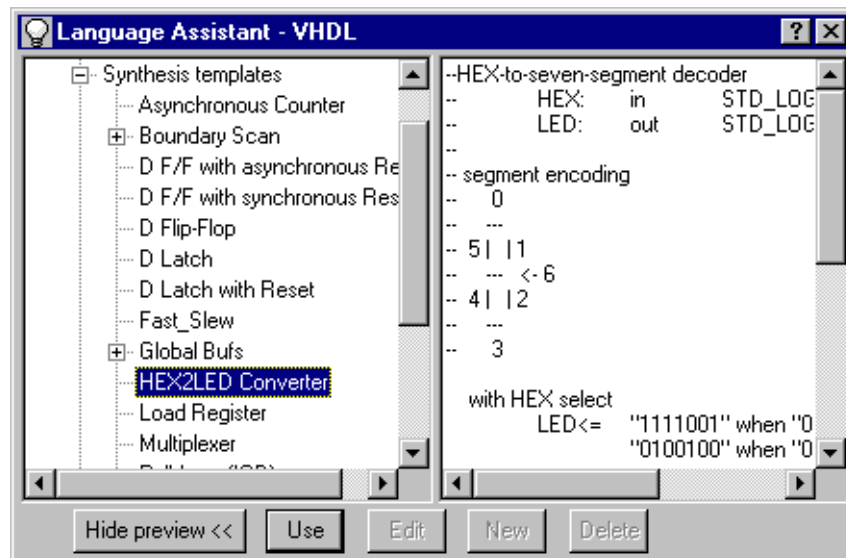 Language Assistant - VHDL
Synthesis templates
Asynchronous Counter
Boundary Scan
D F/F with asynchronous Re
D F/F with synchronous Res
D Flip-Flop
D Latch
D Latch with Reset
Fast_Slew
Global Bufs
HEX2LED Converter
Load Register
Multiplexer
--HEX-to-seven-segment decoder
-- HEX: in STD_LOG
-- LED: out STD_LOG
--
-- segment encoding
-- 0
-- ---
-- 5| |1
-- --- <- 6
-- 4| |2
-- ---
-- 3
with HEX select
LED<= "1111001" when "0
"0100100" when "0
Hide preview << Use Edit New Delete